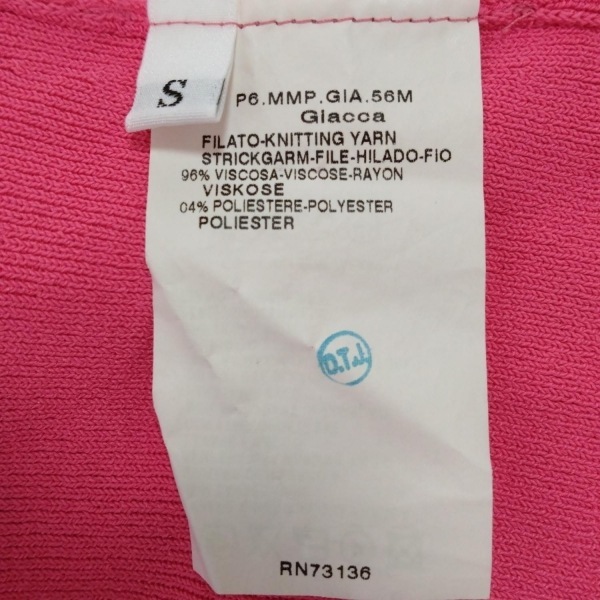 S
P6.MMP.GIA.56M
Giacca
FILATO-KNITTING YARN
STRICKGARM-FILE-HILADO-FIO
96% VISCOSA-VISCOSE-RAYON
VISKOSE
04% POLIESTERE-POLYESTER
POLIESTER
O.T.J.
RN73136